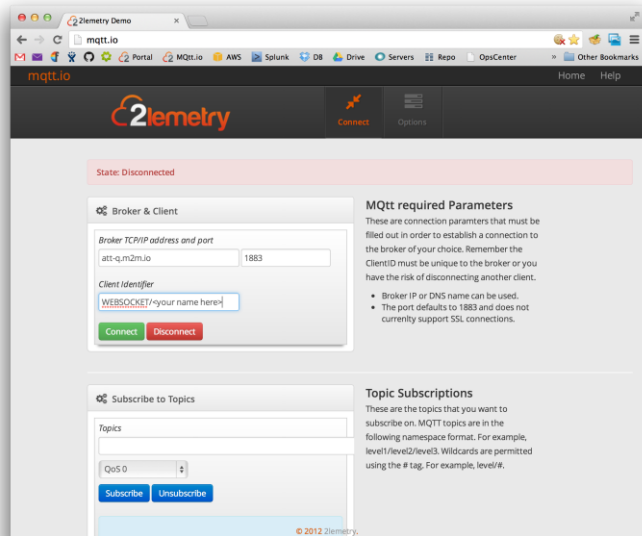 2lemetry Demo
mqtt.io
2 Portal 2 MQtt.io AWS Splunk DB Drive Servers Repo OpsCenter » Other Bookmarks
mqtt.io Home Help
2lemetry
Connect Options
State: Disconnected
Broker & Client
Broker TCP/IP address and port
att-q.m2m.io 1883
Client Identifier
WEBSOCKET/<your name here>
Connect Disconnect
MQtt required Parameters
These are connection paramters that must be
filled out in order to establish a connection to
the broker of your choice. Remember the
ClientID must be unique to the broker or you
have the risk of disconnecting another client.
• Broker IP or DNS name can be used.
• The port defaults to 1883 and does not
currenlty support SSL connections.
Subscribe to Topics
Topics
QoS 0
Subscribe Unsubscribe
Topic Subscriptions
These are the topics that you want to
subscribe on. MQTT topics are in the
following namespace format. For example,
level1/level2/level3. Wildcards are permitted
using the # tag. For example, level/#.
© 2012 2lemetry.